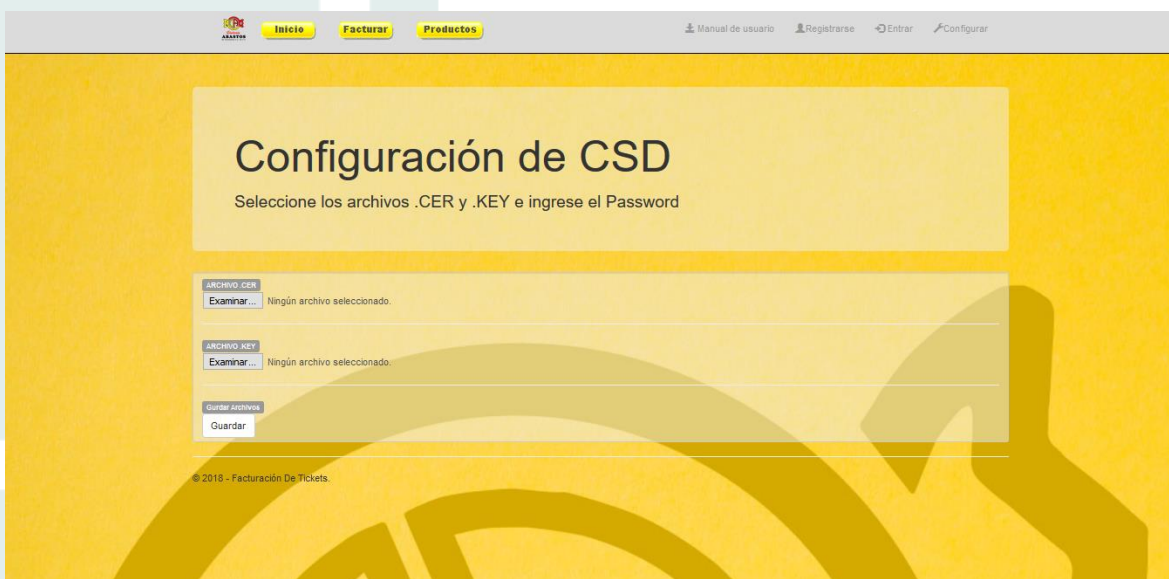 ABASTOS
Inicio
Facturar
Productos
Manual de usuario
Registrarse
Entrar
Configurar
Configuración de CSD
Seleccione los archivos .CER y .KEY e ingrese el Password
ARCHIVO .CER
Examinar... Ningún archivo seleccionado.
ARCHIVO .KEY
Examinar... Ningún archivo seleccionado.
Gurdar Archivos
Guardar
© 2018 - Facturación De Tickets.